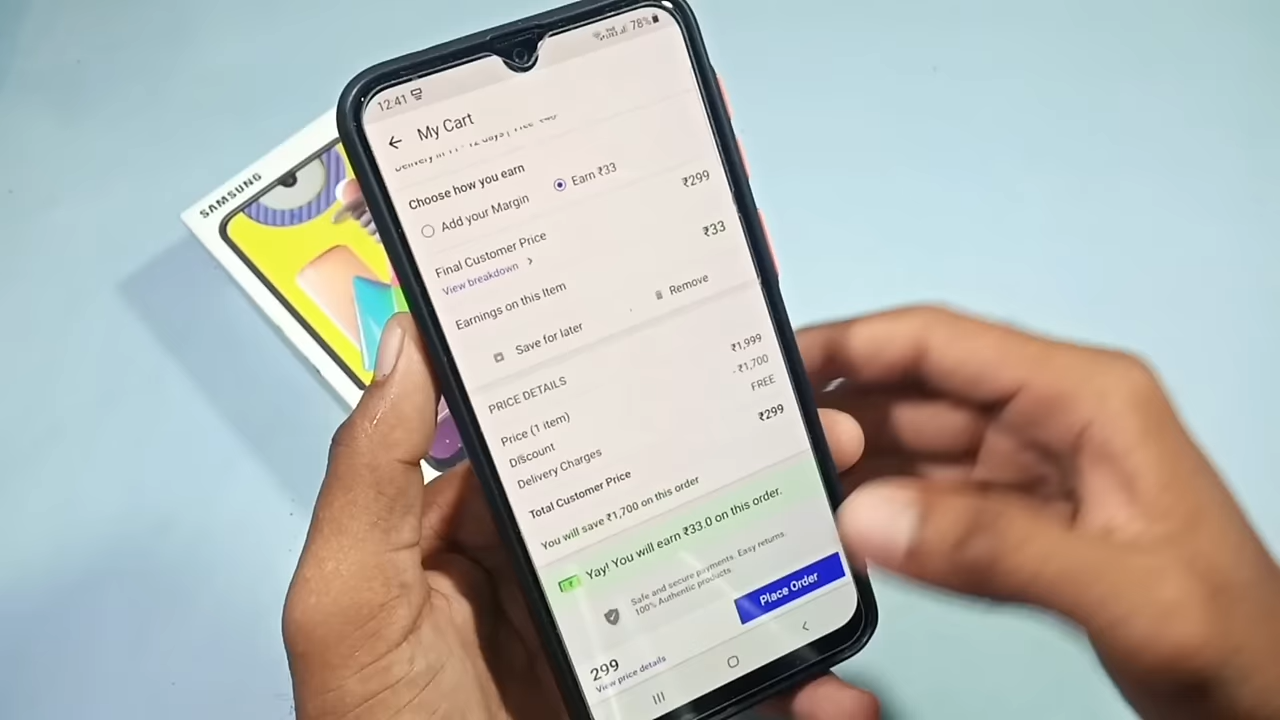 SAMSUNG
12:41
78%
My Cart
Choose how you earn
Add your Margin
Earn ₹33
Final Customer Price
₹299
View breakdown >
Earnings on this Item
₹33
Save for later
Remove
PRICE DETAILS
Price (1 item)
₹1,999
Discount
- ₹1,700
Delivery Charges
FREE
Total Customer Price
₹299
You will save ₹1,700 on this order
Yay! You will earn ₹33.0 on this order.
Safe and secure payments. Easy returns.
100% Authentic products.
299
View price details
Place Order